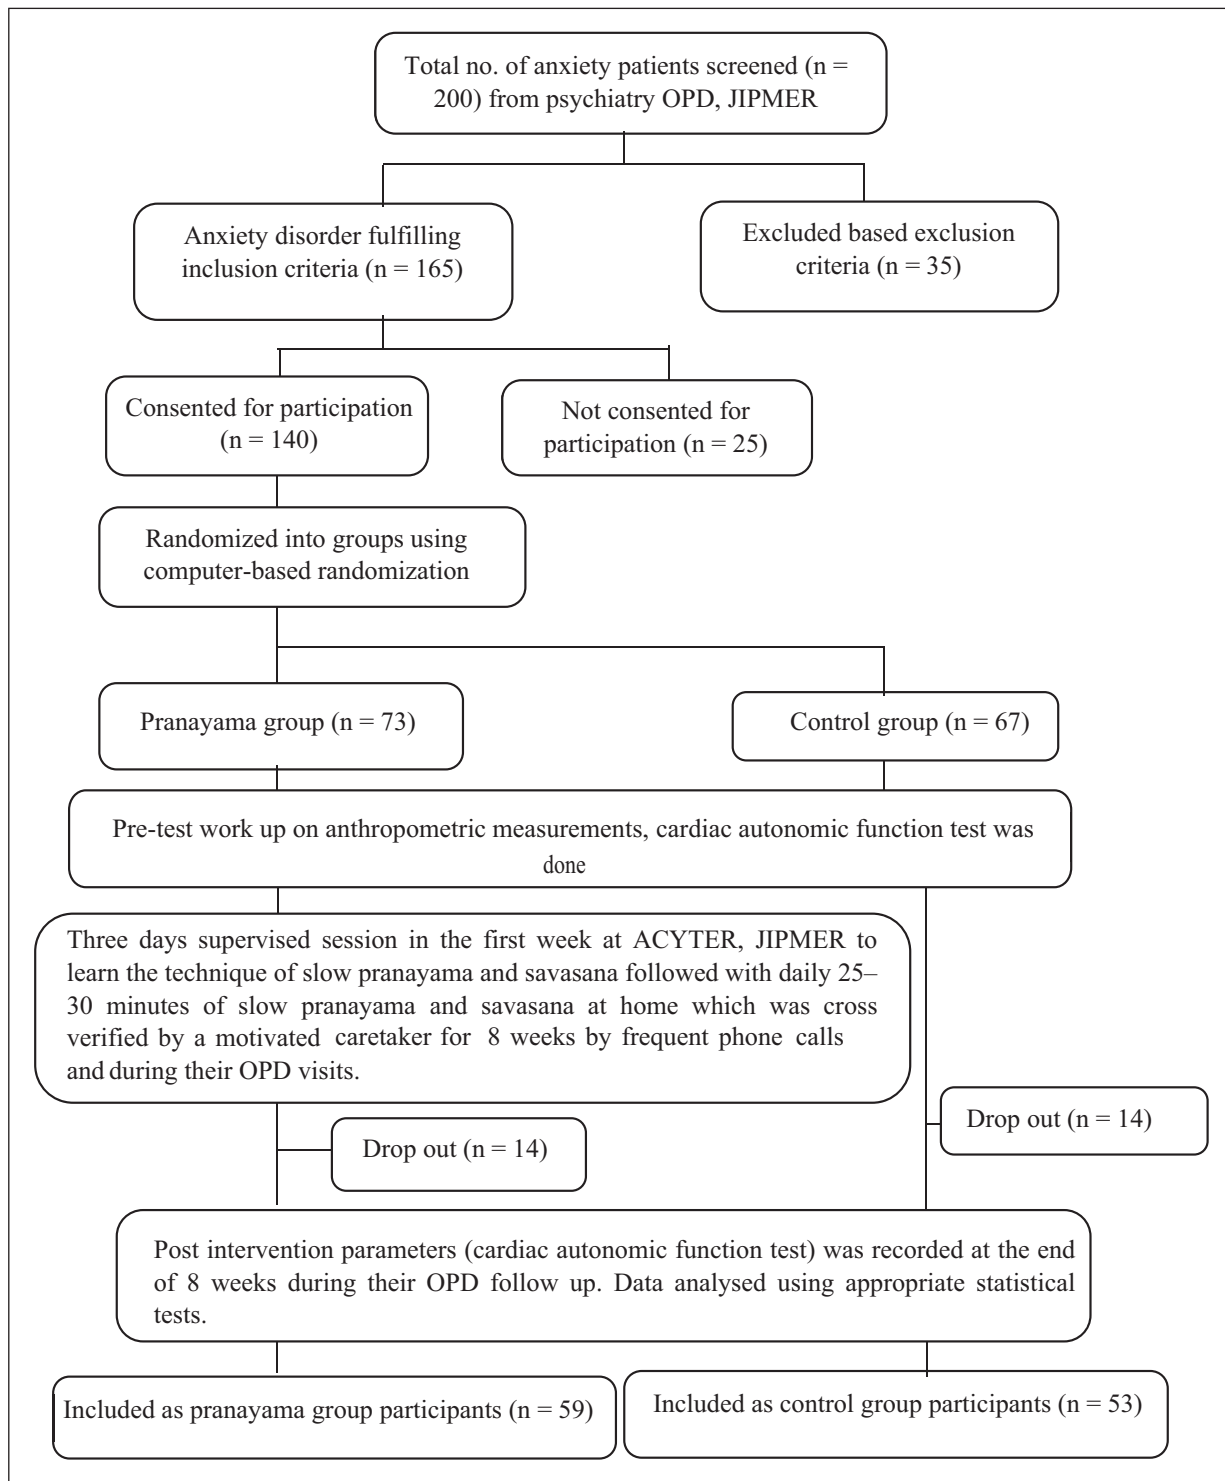 Total no. of anxiety patients screened (n =
200) from psychiatry OPD, JIPMER
Anxiety disorder fulfilling
inclusion criteria (n = 165)
Excluded based exclusion
criteria (n = 35)
Consented for participation
(n = 140)
Not consented for
participation (n = 25)
Randomized into groups using
computer-based randomization
Pranayama group (n = 73)
Control group (n = 67)
Pre-test work up on anthropometric measurements, cardiac autonomic function test was
done
Three days supervised session in the first week at ACYTER, JIPMER to
learn the technique of slow pranayama and savasana followed with daily 25–
30 minutes of slow pranayama and savasana at home which was cross
verified by a motivated caretaker for 8 weeks by frequent phone calls
and during their OPD visits.
Drop out (n = 14)
Drop out (n = 14)
Post intervention parameters (cardiac autonomic function test) was recorded at the end
of 8 weeks during their OPD follow up. Data analysed using appropriate statistical
tests.
Included as pranayama group participants (n = 59)
Included as control group participants (n = 53)